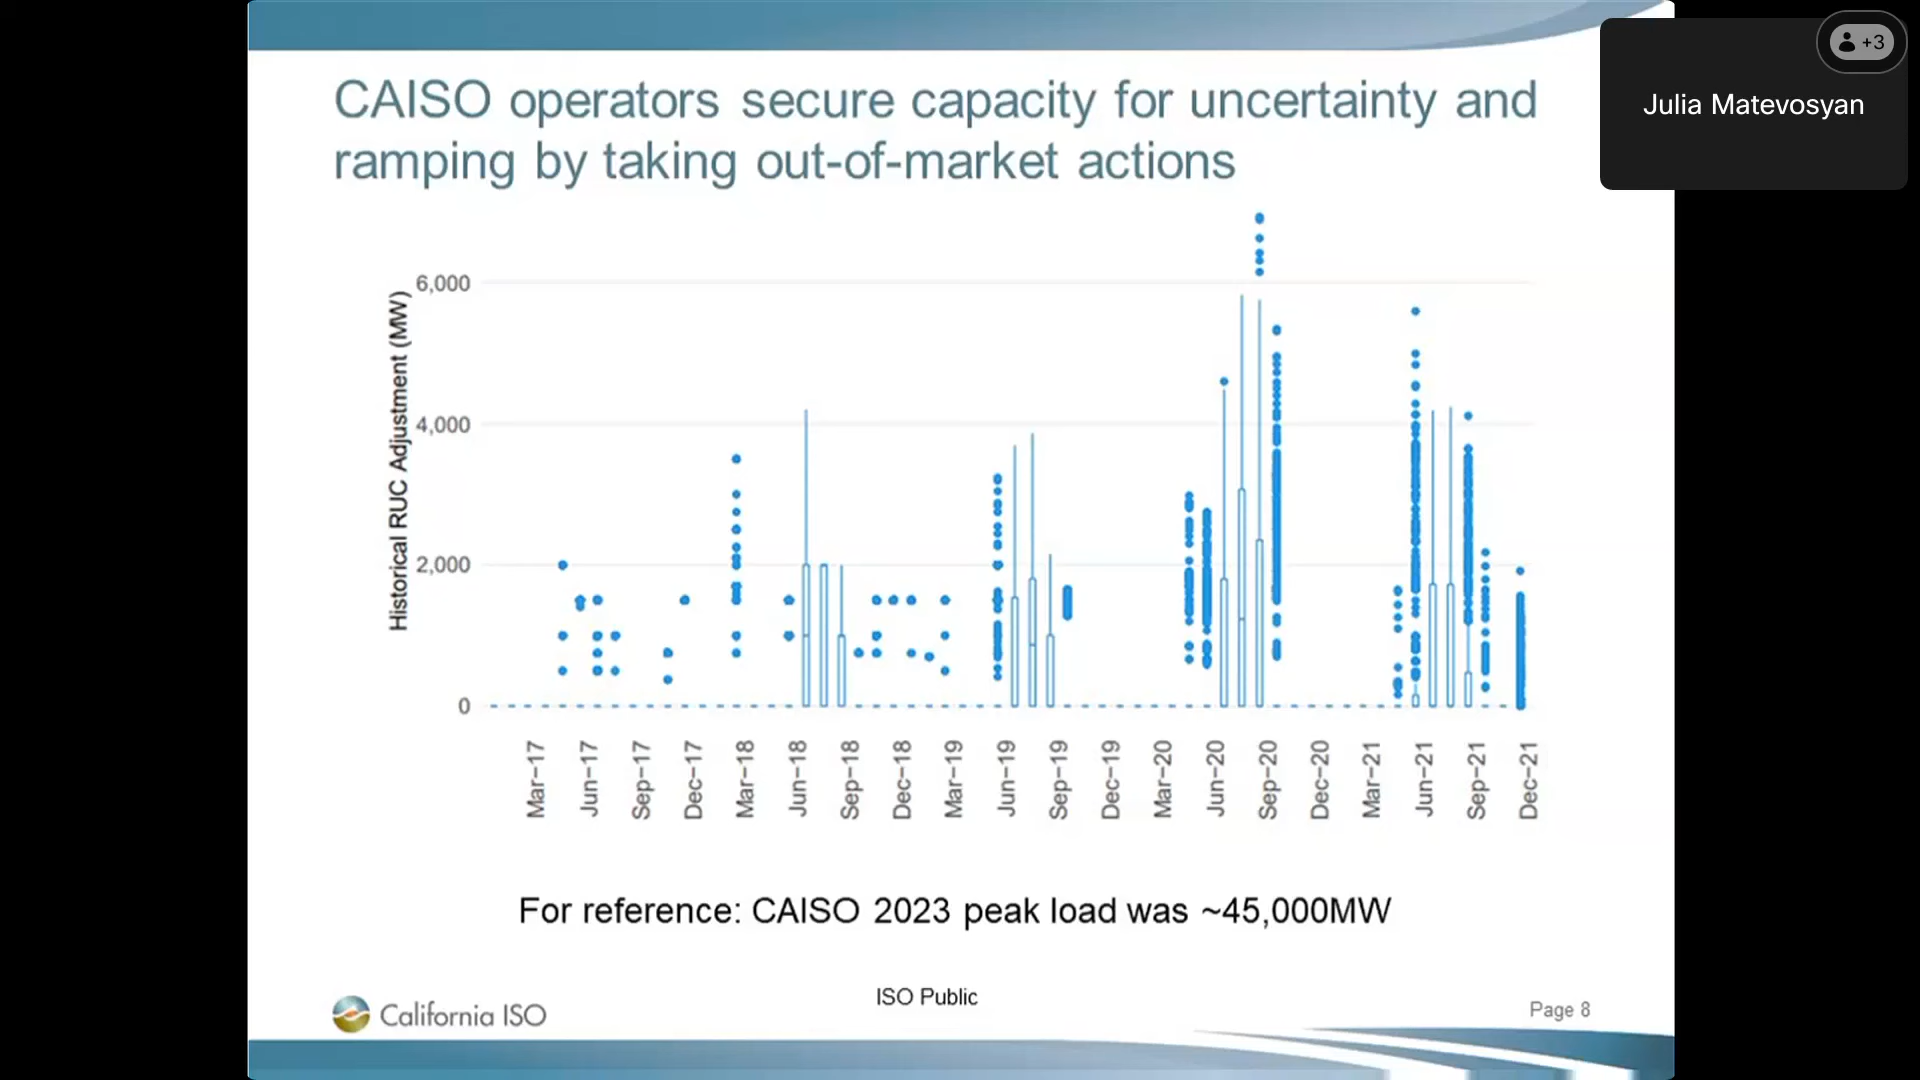 CAISO operators secure capacity for uncertainty and
ramping by taking out-of-market actions
+3
Julia Matevosyan
Historical RUC Adjustment (MW)
6,000
4,000
2,000
0
Mar-17
Jun-17
Sep-17
Dec-17
Mar-18
Jun-18
Sep-18
Dec-18
Mar-19
Jun-19
Sep-19
Dec-19
Mar-20
Jun-20
Sep-20
Dec-20
Mar-21
Jun-21
Sep-21
Dec-21
For reference: CAISO 2023 peak load was ~45,000MW
California ISO
ISO Public
Page 8